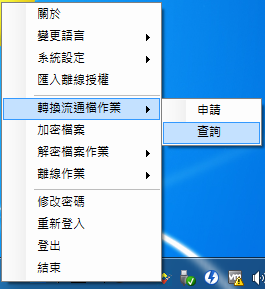 關於
變更語言
系統設定
匯入離線授權
轉換流通檔作業
申請
查詢
加密檔案
解密檔案作業
離線作業
修改密碼
重新登入
登出
結束